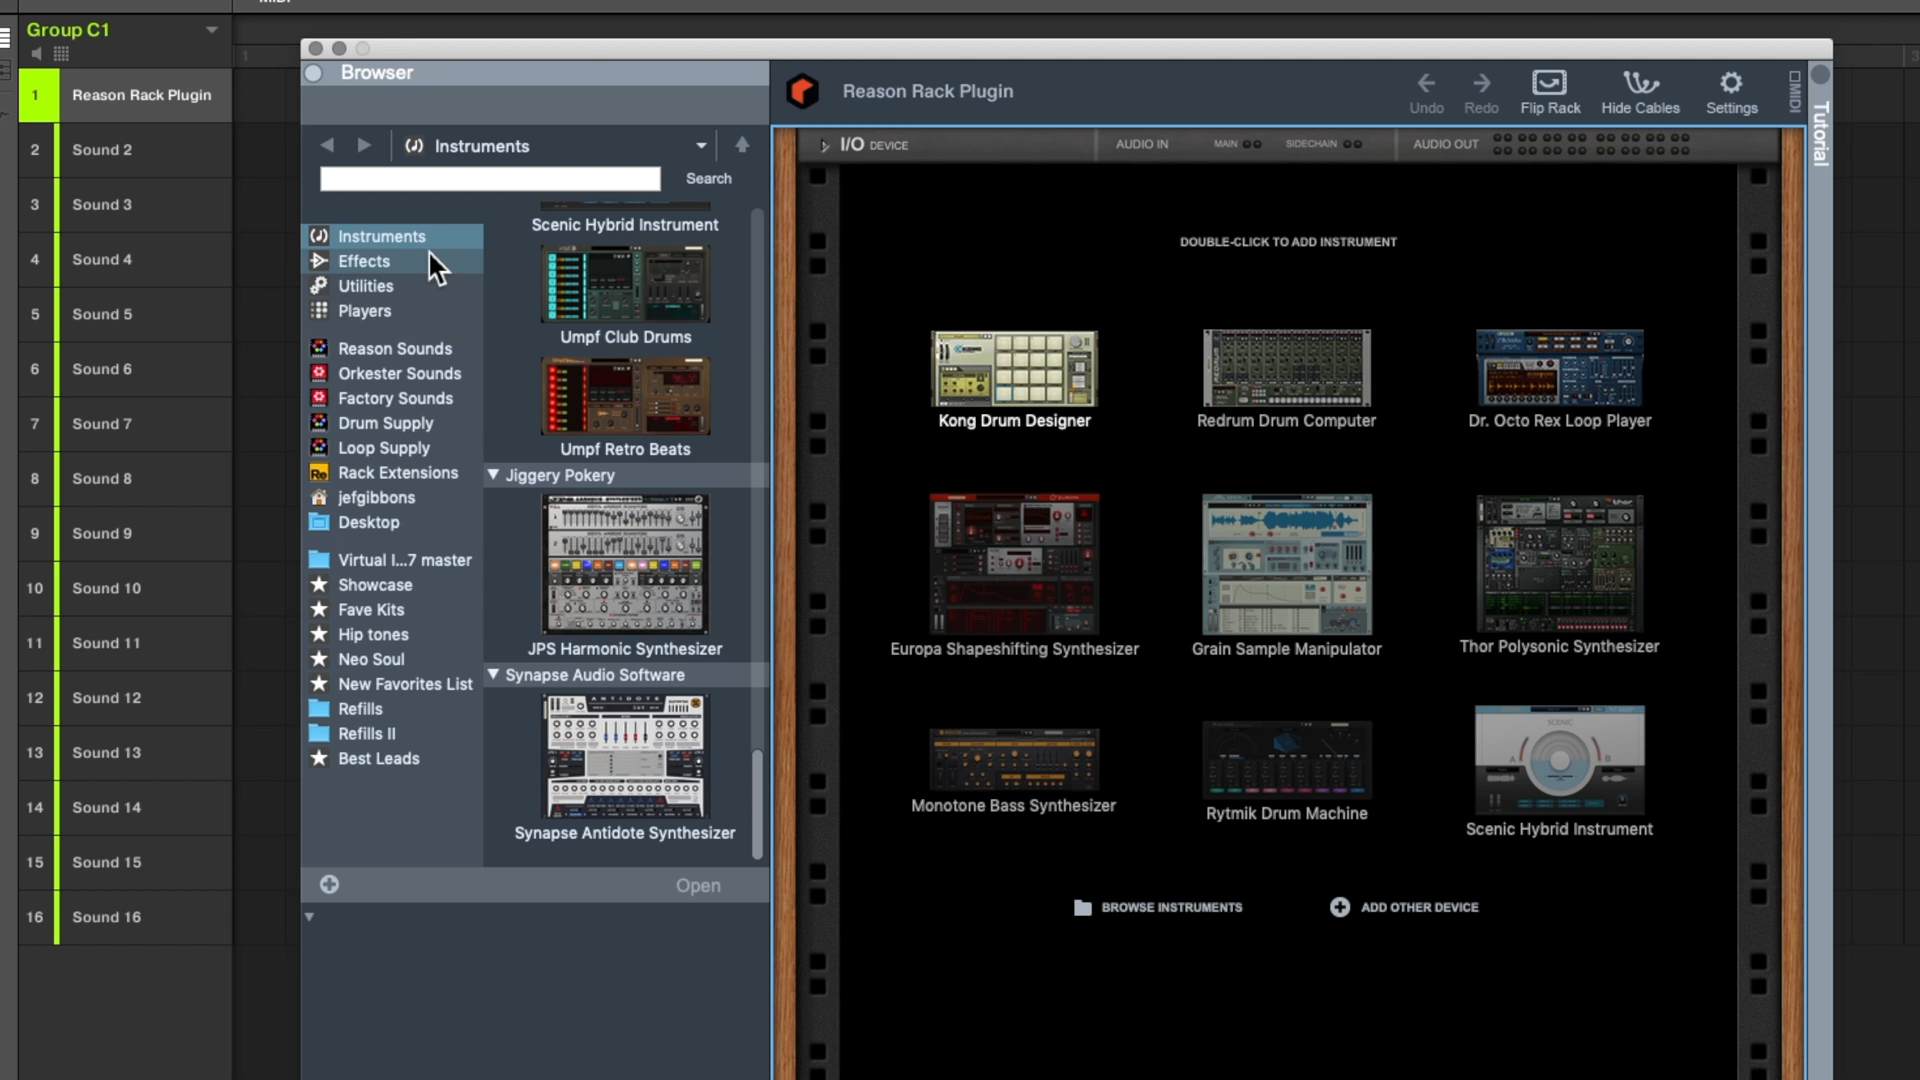 Group C1
1
3
1 Reason Rack Plugin
2 Sound 2
3 Sound 3
4 Sound 4
5 Sound 5
6 Sound 6
7 Sound 7
8 Sound 8
9 Sound 9
10 Sound 10
11 Sound 11
12 Sound 12
13 Sound 13
14 Sound 14
15 Sound 15
16 Sound 16
Browser
Instruments
Search
Instruments
Effects
Utilities
Players
Reason Sounds
Orkester Sounds
Factory Sounds
Drum Supply
Loop Supply
Re Rack Extensions
jefgibbons
Desktop
Virtual I...7 master
Showcase
Fave Kits
Hip tones
Neo Soul
New Favorites List
Refills
Refills II
Best Leads
Scenic Hybrid Instrument
Umpf Club Drums
Umpf Retro Beats
Jiggery Pokery
JPS Harmonic Synthesizer
Synapse Audio Software
ANTIDOTE
Synapse Antidote Synthesizer
Open
Reason Rack Plugin
Undo
Redo
Flip Rack
Hide Cables
Settings
MIDI
Tutorial
I/O DEVICE
AUDIO IN
MAIN
SIDECHAIN
AUDIO OUT
DOUBLE-CLICK TO ADD INSTRUMENT
Kong Drum Designer
Redrum Drum Computer
Dr. Octo Rex Loop Player
Europa Shapeshifting Synthesizer
Grain Sample Manipulator
thor
Thor Polysonic Synthesizer
Monotone Bass Synthesizer
Rytmik Drum Machine
SCENIC
A
B
Scenic Hybrid Instrument
BROWSE INSTRUMENTS
ADD OTHER DEVICE